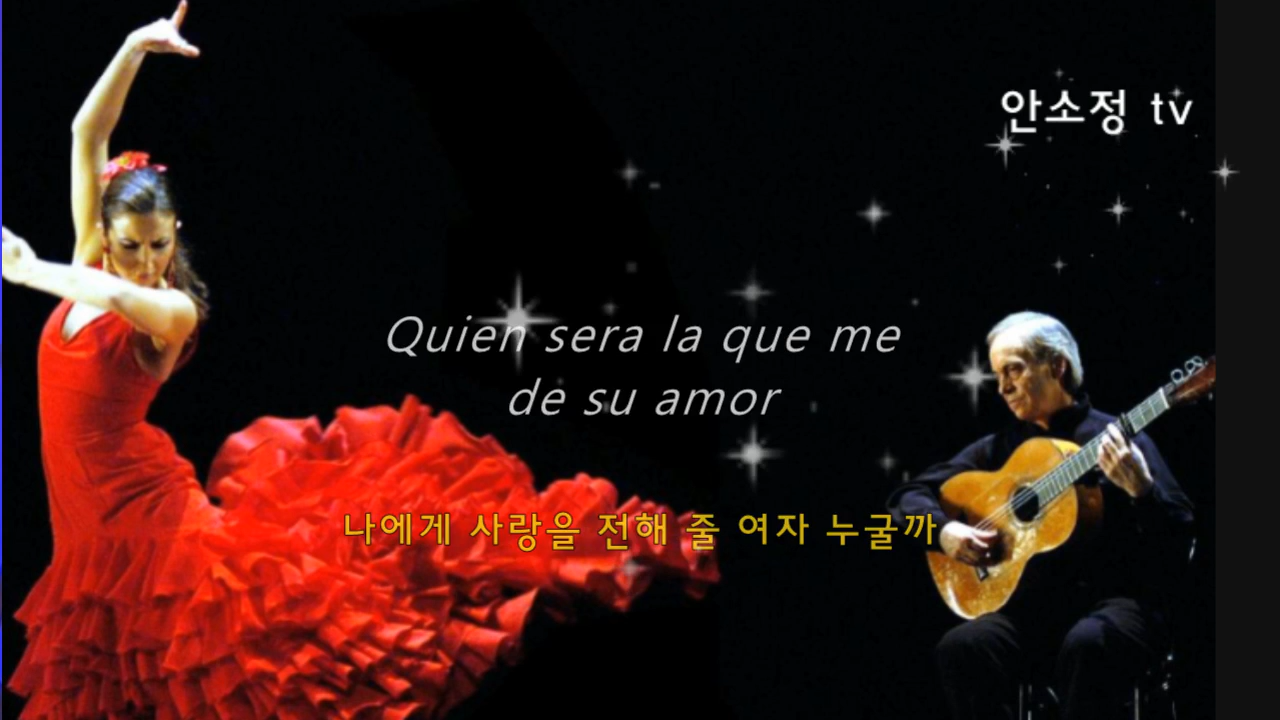 안소정 tv
Quien sera la que me
de su amor
나에게 사랑을 전해 줄 여자 누굴까